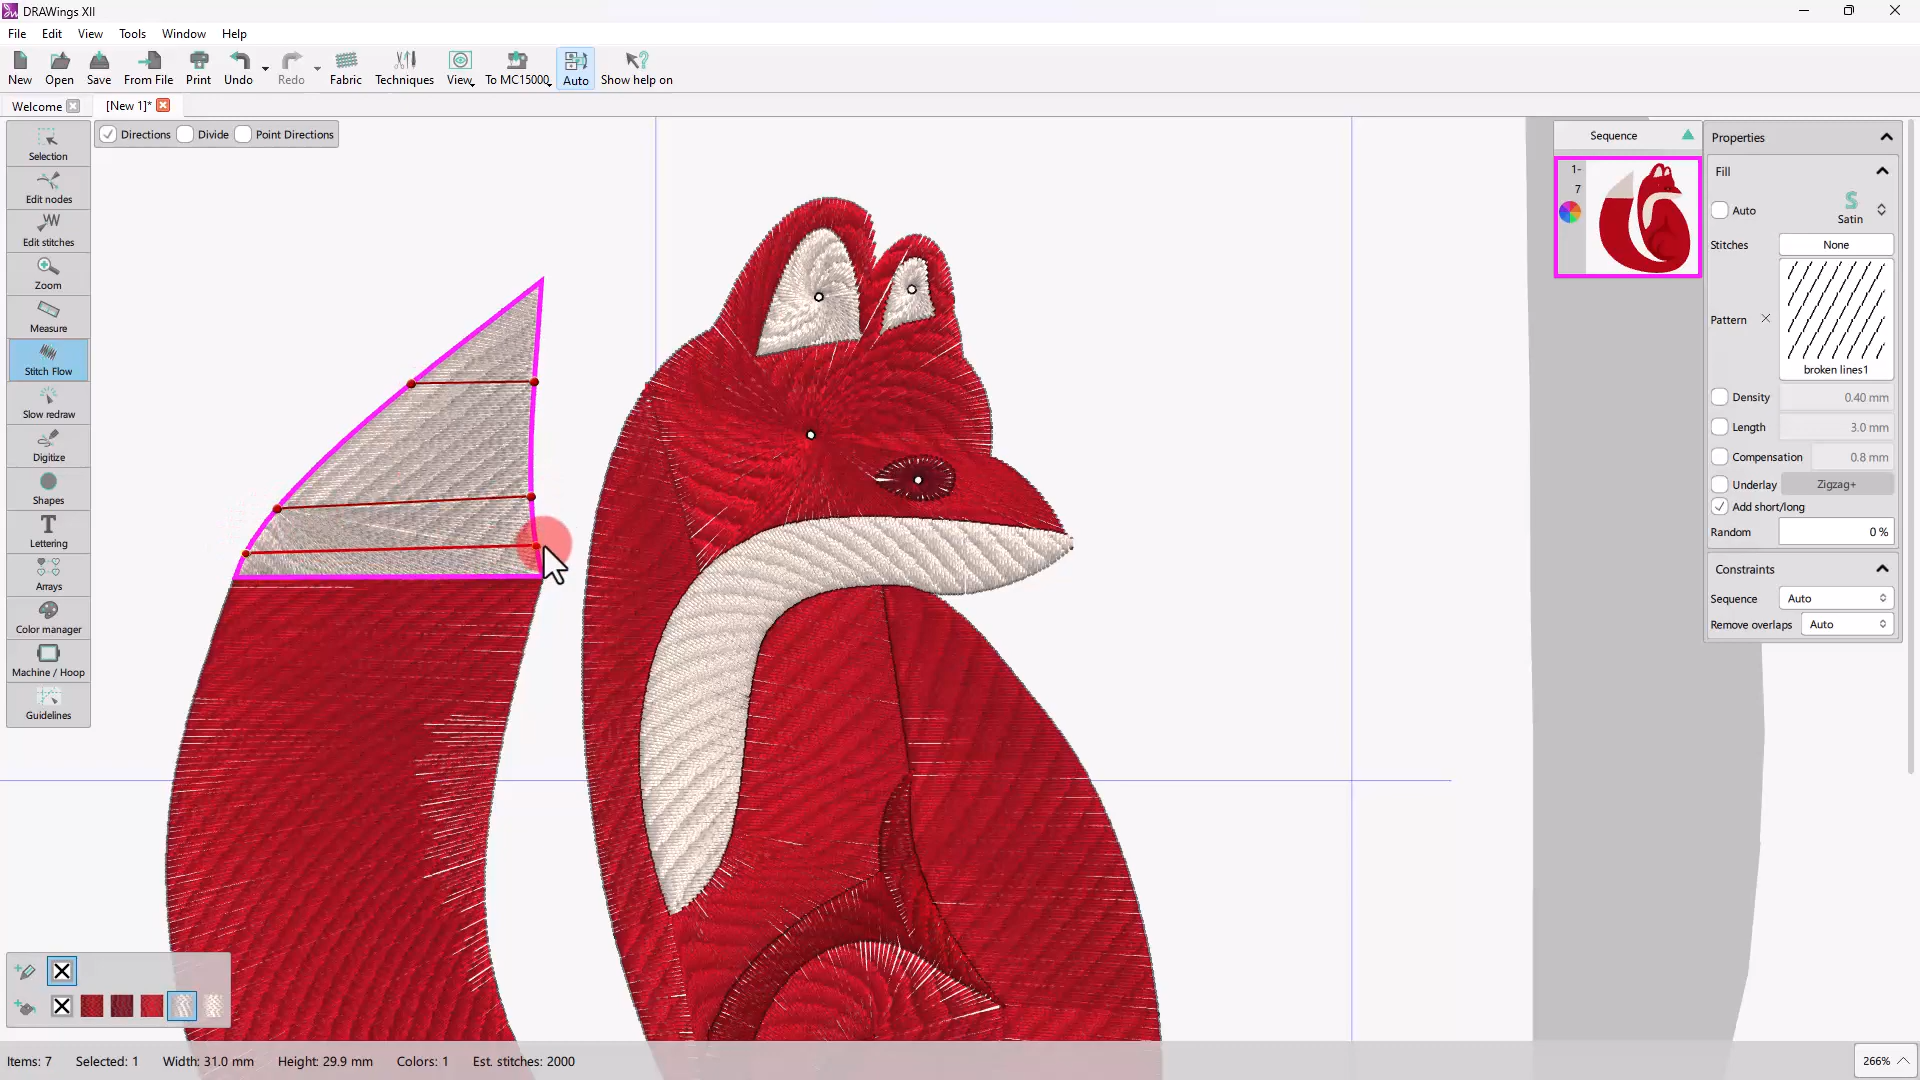 DRAWings XII
File Edit View Tools Window Help
New Open Save From File Print Undo Redo Fabric Techniques View To MC15000 Auto Show help on
Welcome [New 1]*
Directions Divide Point Directions
Selection
Edit nodes
Edit stitches
Zoom
Measure
Stitch Flow
Slow redraw
Digitize
Shapes
Lettering
Arrays
Color manager
Machine / Hoop
Guidelines
Sequence
1-
7
Properties
Fill
Auto Satin
Stitches None
Pattern
broken lines1
Density 0.40 mm
Length 3.0 mm
Compensation 0.8 mm
Underlay Zigzag+
Add short/long
Random 0 %
Constraints
Sequence Auto
Remove overlaps Auto
Items: 7 Selected: 1 Width: 31.0 mm Height: 29.9 mm Colors: 1 Est. stitches: 2000
266%